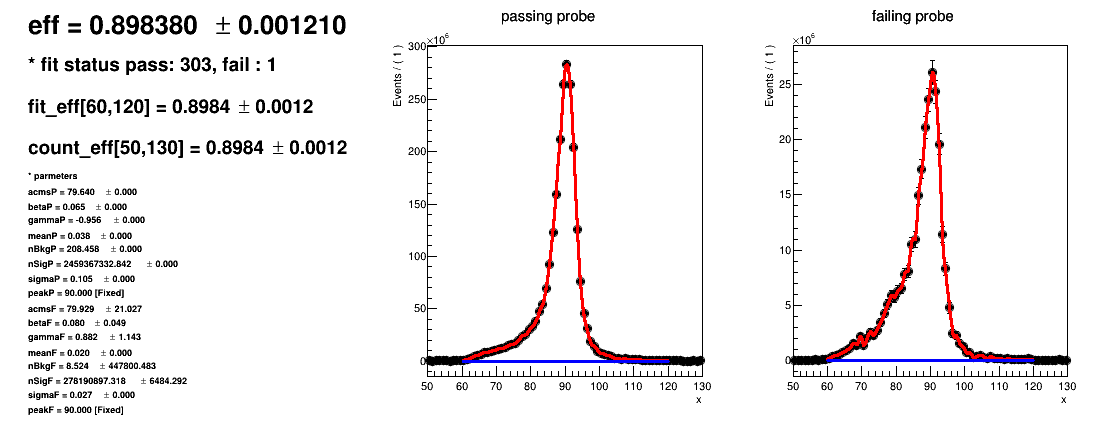 eff = 0.898380 ± 0.001210
* fit status pass: 303, fail : 1
fit_eff[60,120] = 0.8984 ± 0.0012
count_eff[50,130] = 0.8984 ± 0.0012
* parmeters
acmsP = 79.640 ± 0.000
betaP = 0.065 ± 0.000
gammaP = -0.956 ± 0.000
meanP = 0.038 ± 0.000
nBkgP = 208.458 ± 0.000
nSigP = 2459367332.842 ± 0.000
sigmaP = 0.105 ± 0.000
peakP = 90.000 [Fixed]
acmsF = 79.929 ± 21.027
betaF = 0.080 ± 0.049
gammaF = 0.882 ± 1.143
meanF = 0.020 ± 0.000
nBkgF = 8.524 ± 447800.483
nSigF = 278190897.318 ± 6484.292
sigmaF = 0.027 ± 0.000
peakF = 90.000 [Fixed]
passing probe
×10⁶
Events / ( 1 )
300
250
200
150
100
50
0
50 60 70 80 90 100 110 120 130
x
failing probe
×10⁶
Events / ( 1 )
25
20
15
10
5
0
50 60 70 80 90 100 110 120 130
x